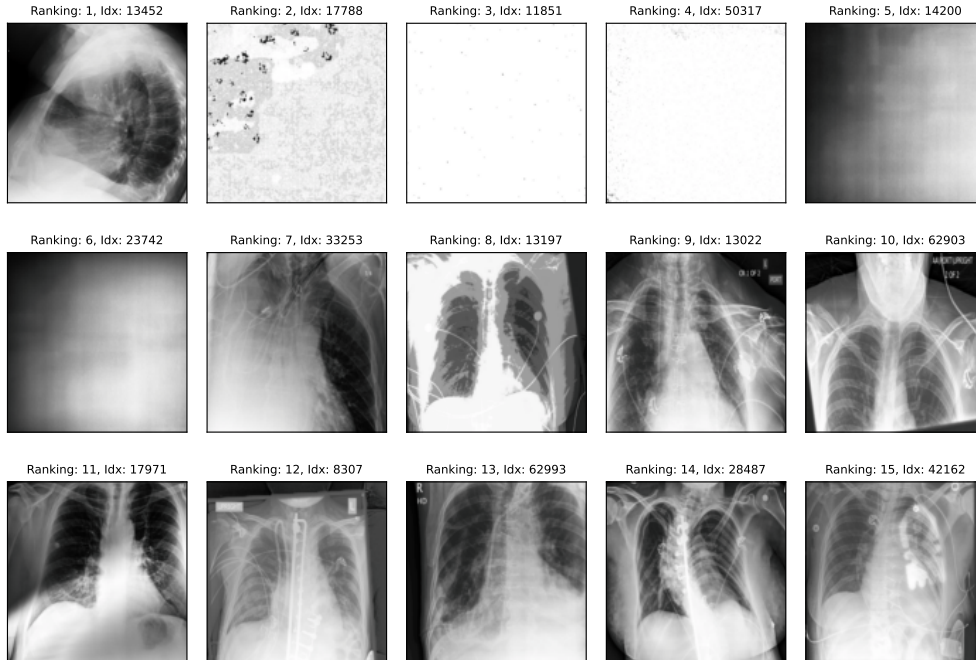 Ranking: 1, Idx: 13452
Ranking: 2, Idx: 17788
Ranking: 3, Idx: 11851
Ranking: 4, Idx: 50317
Ranking: 5, Idx: 14200
Ranking: 6, Idx: 23742
Ranking: 7, Idx: 33253
Ranking: 8, Idx: 13197
Ranking: 9, Idx: 13022
Ranking: 10, Idx: 62903
2 OF 2
Ranking: 11, Idx: 17971
Ranking: 12, Idx: 8307
Ranking: 13, Idx: 62993
Ranking: 14, Idx: 28487
Ranking: 15, Idx: 42162
R